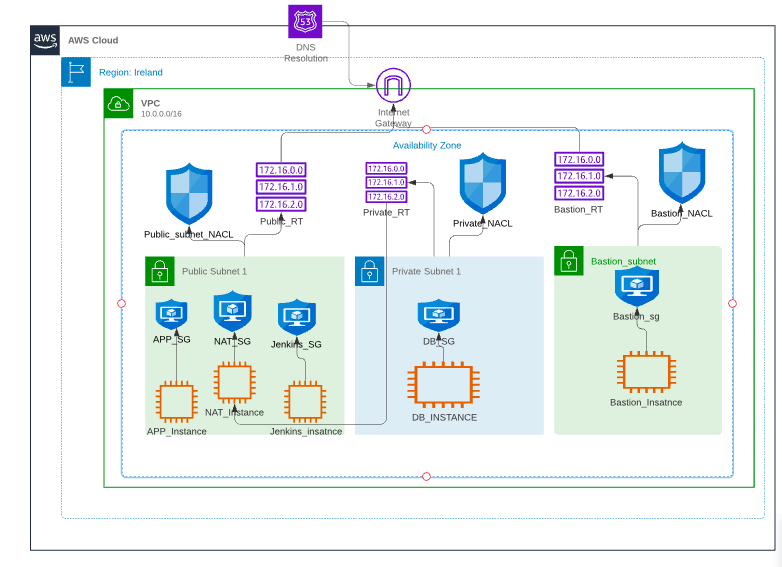 53
DNS
Resolution
aws
AWS Cloud
Region: Ireland
VPC
10.0.0.0/16
Internet
Gateway
Availability Zone
172.16.0.0
172.16.1.0
172.16.2.0
Public_RT
172.16.0.0
172.16.1.0
172.16.2.0
Private_RT
172.16.0.0
172.16.1.0
172.16.2.0
Bastion_RT
Public_subnet_NACL
Private_NACL
Bastion_NACL
Public Subnet 1
Private Subnet 1
Bastion_subnet
APP_SG
NAT_SG
Jenkins_SG
DB_SG
Bastion_sg
APP_Instance
NAT_Instance
Jenkins_insatnce
DB_INSTANCE
Bastion_Insatnce